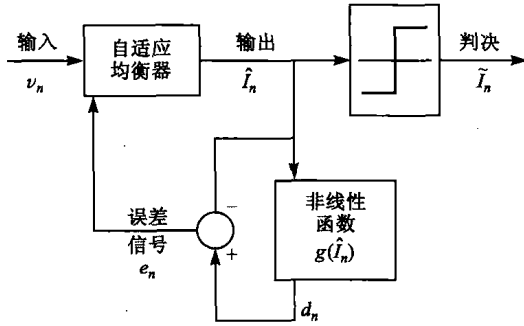 输入
v_n
自适应
均衡器
输出
Î_n
判决
Ĩ_n
误差
信号
e_n
−
+
非线性
函数
g(Î_n)
d_n